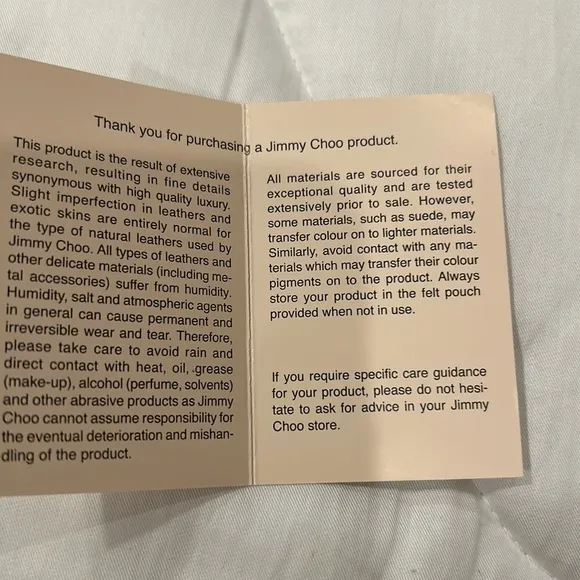 Thank you for purchasing a Jimmy Choo product.
This product is the result of extensive
research, resulting in fine details
synonymous with high quality luxury.
Slight imperfection in leathers and
exotic skins are entirely normal for
the type of natural leathers used by
Jimmy Choo. All types of leathers and
other delicate materials (including me-
tal accessories) suffer from humidity.
Humidity, salt and atmospheric agents
in general can cause permanent and
irreversible wear and tear. Therefore,
please take care to avoid rain and
direct contact with heat, oil, grease
(make-up), alcohol (perfume, solvents)
and other abrasive products as Jimmy
Choo cannot assume responsibility for
the eventual deterioration and mishan-
dling of the product.
All materials are sourced for their
exceptional quality and are tested
extensively prior to sale. However,
some materials, such as suede, may
transfer colour on to lighter materials.
Similarly, avoid contact with any ma-
terials which may transfer their colour
pigments on to the product. Always
store your product in the felt pouch
provided when not in use.
If you require specific care guidance
for your product, please do not hesi-
tate to ask for advice in your Jimmy
Choo store.